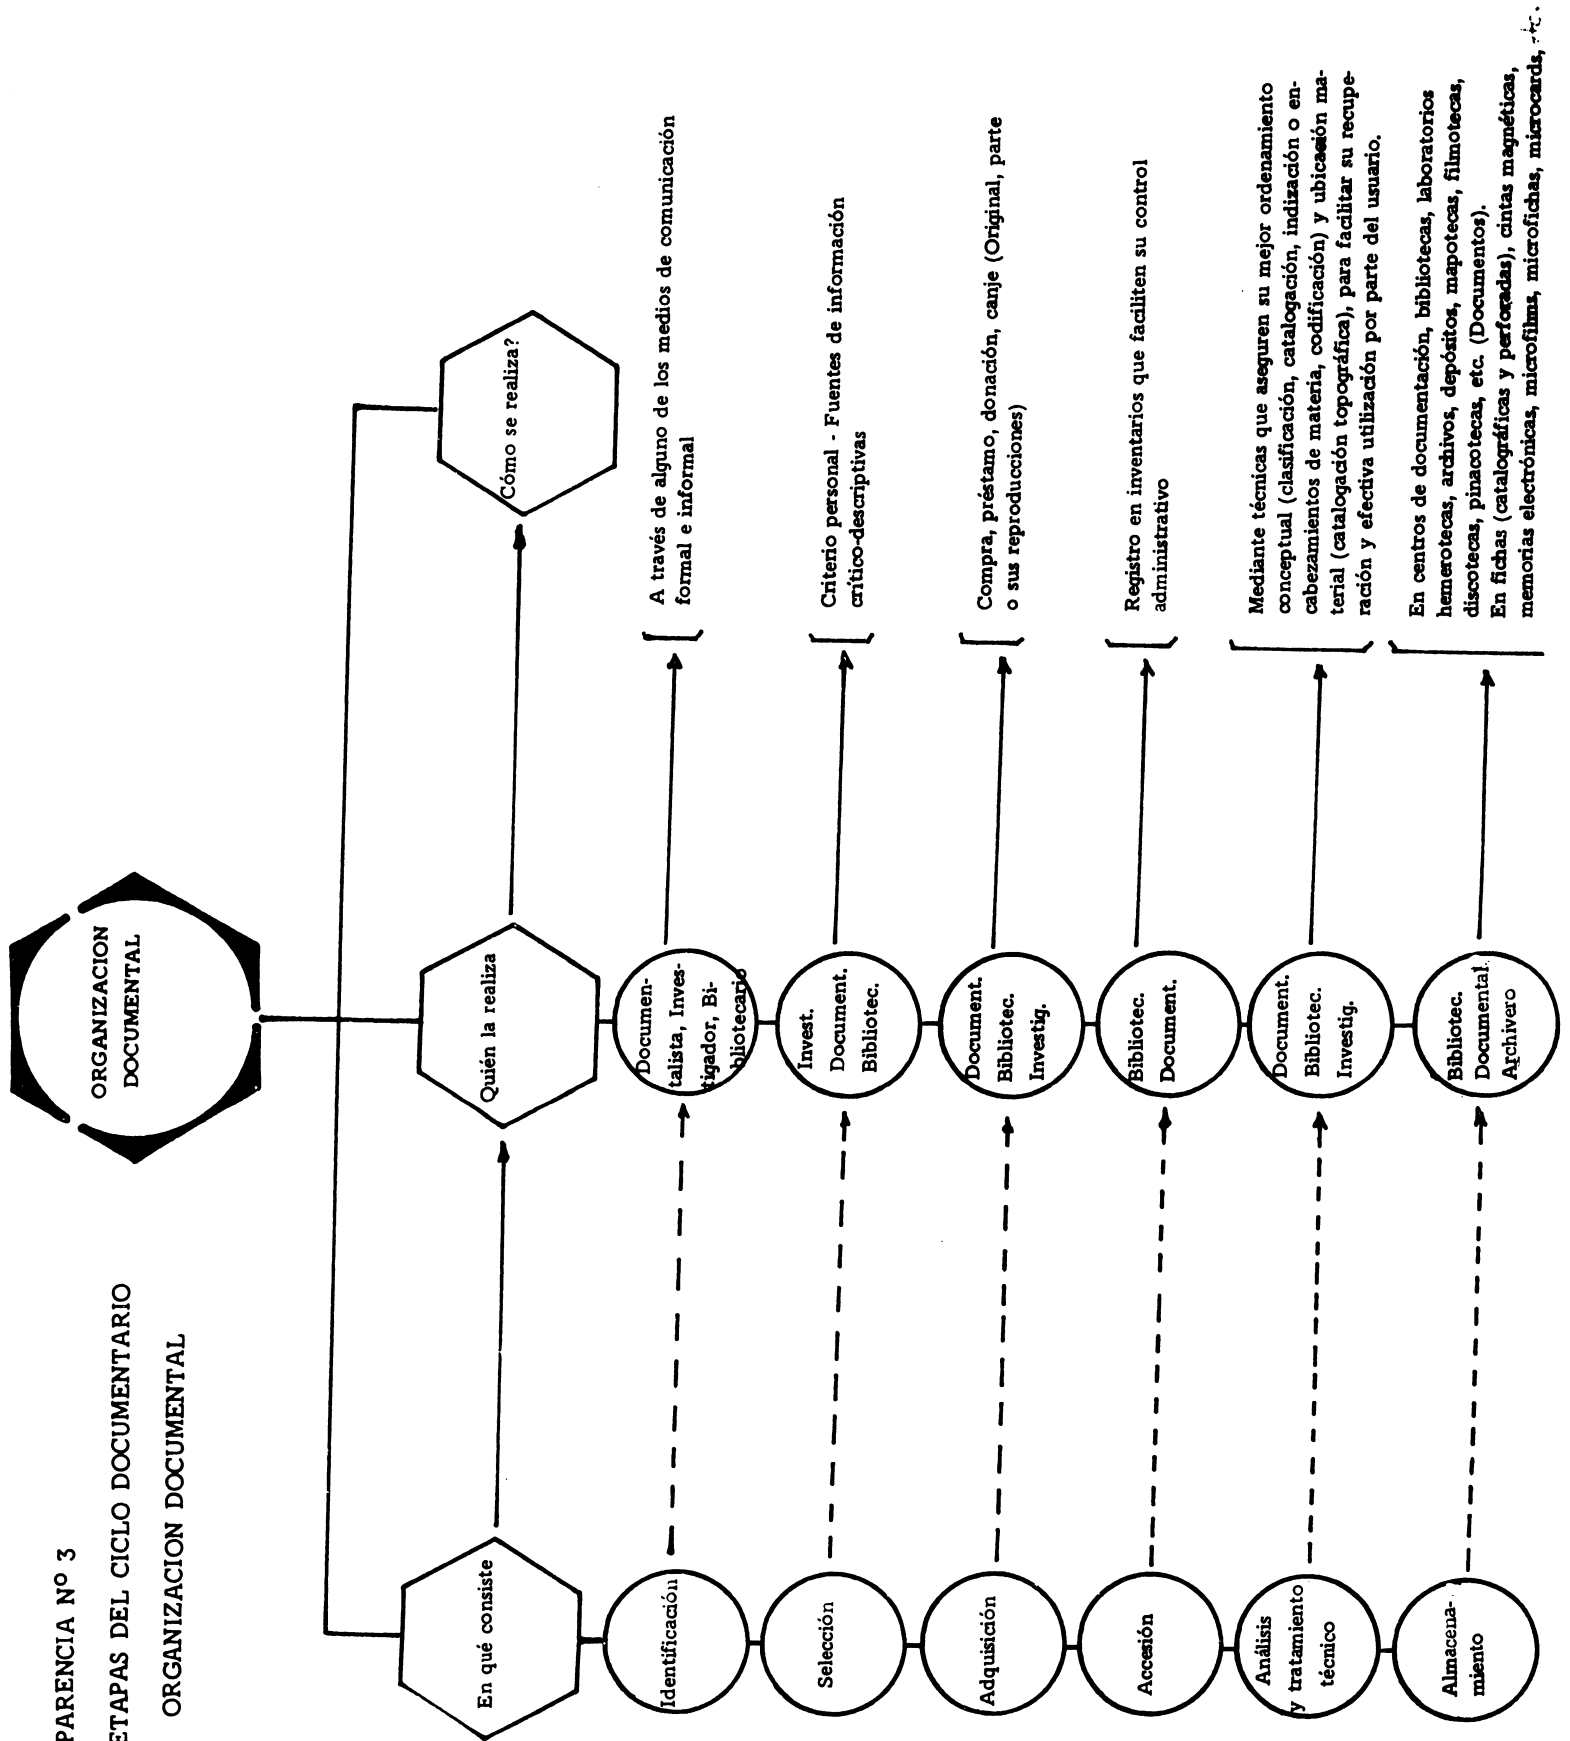 PARENCIA Nº 3
ETAPAS DEL CICLO DOCUMENTARIO
ORGANIZACION DOCUMENTAL
ORGANIZACION
DOCUMENTAL
En qué consiste
Quién la realiza
Cómo se realiza?
Identificación
Documen-
talista, Inves-
tigador, Bi-
bliotecario
A través de alguno de los medios de comunicación
formal e informal
Selección
Invest.
Document.
Bibliotec.
Criterio personal - Fuentes de información
crítico-descriptivas
Adquisición
Document.
Bibliotec.
Investig.
Compra, préstamo, donación, canje (Original, parte
o sus reproducciones)
Accesión
Bibliotec.
Document.
Registro en inventarios que faciliten su control
administrativo
Análisis
y tratamiento
técnico
Document.
Bibliotec.
Investig.
Mediante técnicas que aseguren su mejor ordenamiento
conceptual (clasificación, catalogación, indización o en-
cabezamientos de materia, codificación) y ubicación ma-
terial (catalogación topográfica), para facilitar su recupe-
ración y efectiva utilización por parte del usuario.
Almacena-
miento
Bibliotec.
Documental
Archivero
En centros de documentación, bibliotecas, laboratorios
hemerotecas, archivos, depósitos, mapotecas, filmotecas,
discotecas, pinacotecas, etc. (Documentos).
En fichas (catalográficas y perforadas), cintas magnéticas,
memorias electrónicas, microfilms, microfichas, microcards,